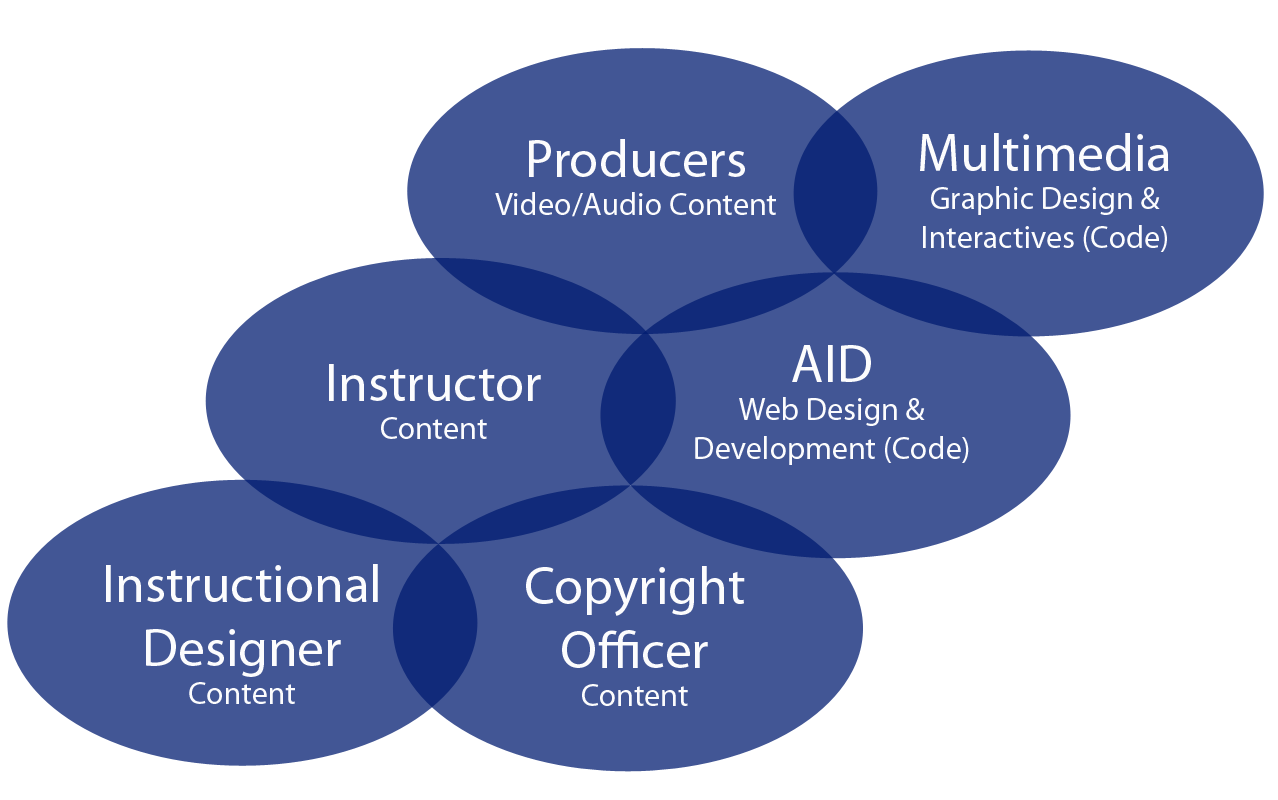 Producers
Video/Audio Content
Multimedia
Graphic Design &
Interactives (Code)
Instructor
Content
AID
Web Design &
Development (Code)
Instructional
Designer
Content
Copyright
Officer
Content